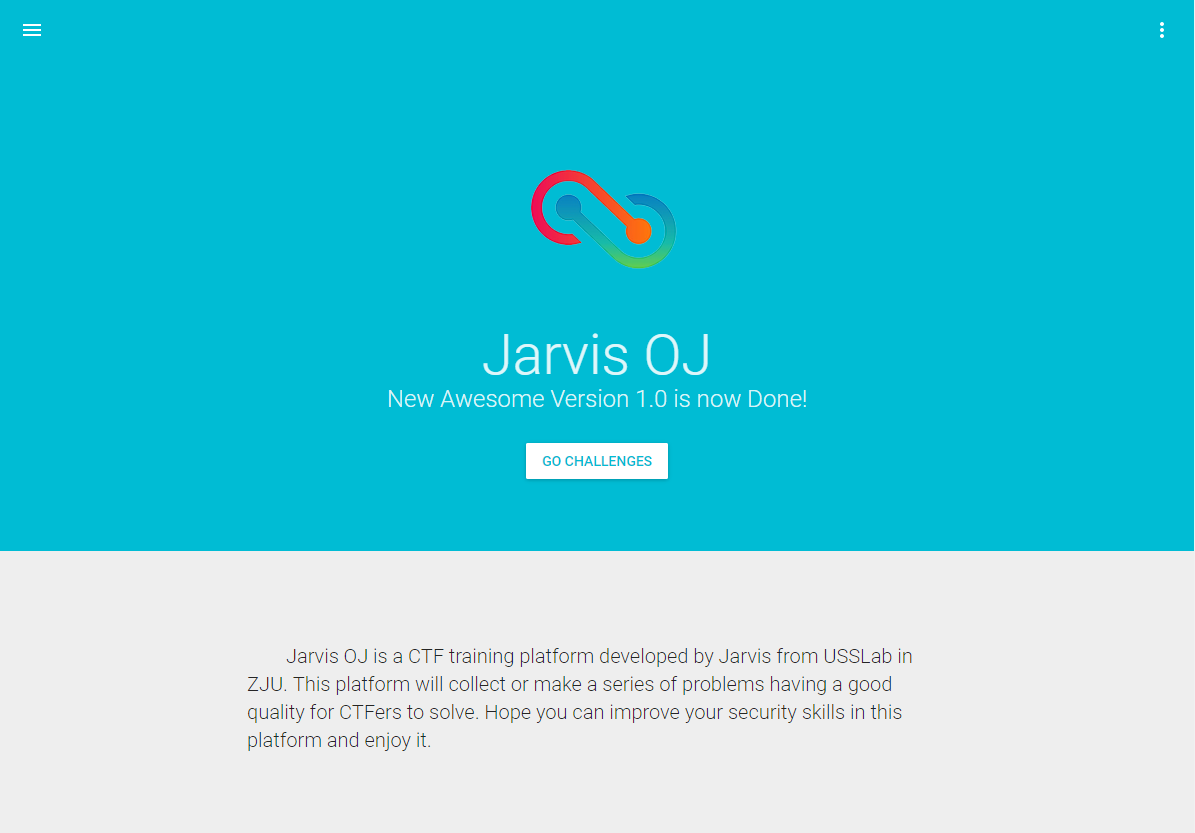 Jarvis OJ
New Awesome Version 1.0 is now Done!
GO CHALLENGES
Jarvis OJ is a CTF training platform developed by Jarvis from USSLab in
ZJU. This platform will collect or make a series of problems having a good
quality for CTFers to solve. Hope you can improve your security skills in this
platform and enjoy it.